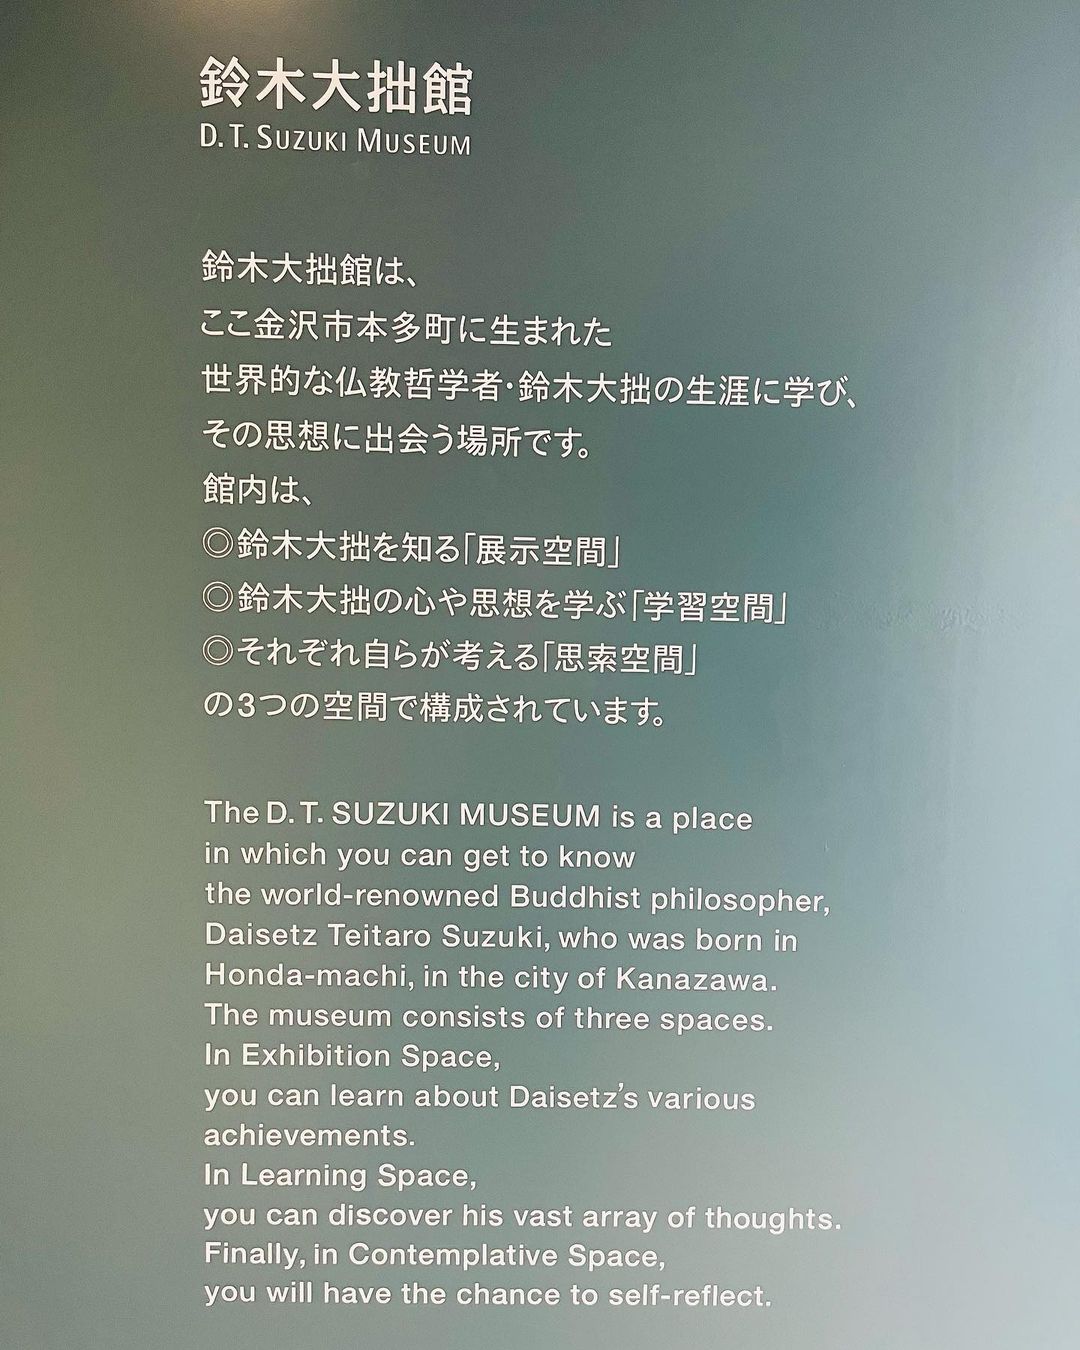 鈴木大拙館
D.T. SUZUKI MUSEUM
鈴木大拙館は、
ここ金沢市本多町に生まれた
世界的な仏教哲学者・鈴木大拙の生涯に学び、
その思想に出会う場所です。
館内は、
◎鈴木大拙を知る「展示空間」
◎鈴木大拙の心や思想を学ぶ「学習空間」
◎それぞれ自らが考える「思索空間」
の3つの空間で構成されています。
The D.T. SUZUKI MUSEUM is a place
in which you can get to know
the world-renowned Buddhist philosopher,
Daisetz Teitaro Suzuki, who was born in
Honda-machi, in the city of Kanazawa.
The museum consists of three spaces.
In Exhibition Space,
you can learn about Daisetz’s various
achievements.
In Learning Space,
you can discover his vast array of thoughts.
Finally, in Contemplative Space,
you will have the chance to self-reflect.